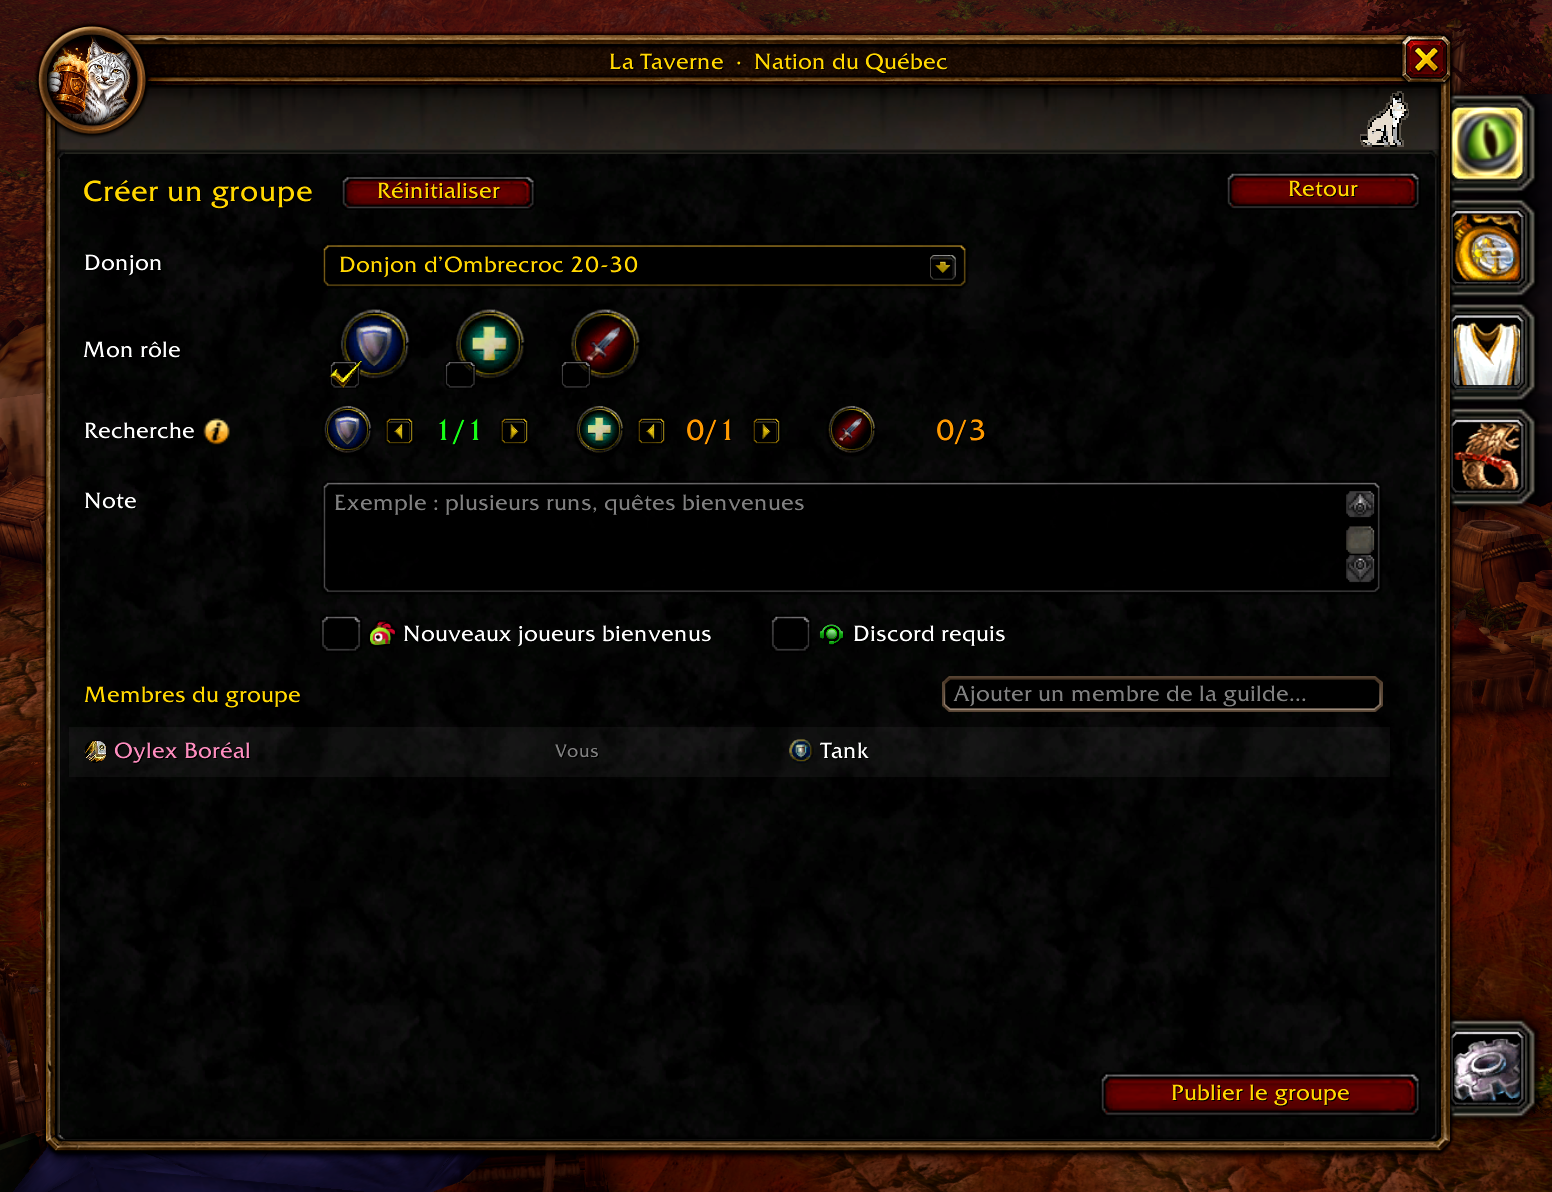 La Taverne · Nation du Québec
Créer un groupe
Réinitialiser
Retour
Donjon
Donjon d'Ombrecroc 20-30
Mon rôle
Recherche
1/1
0/1
0/3
Note
Exemple : plusieurs runs, quêtes bienvenues
Nouveaux joueurs bienvenus
Discord requis
Membres du groupe
Ajouter un membre de la guilde...
Oylex Boréal
Vous
Tank
Publier le groupe